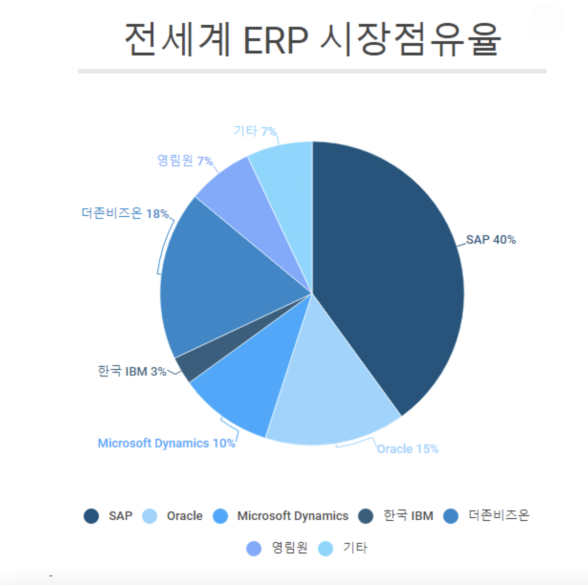 전세계 ERP 시장점유율
기타 7%
영림원 7%
더존비즈온 18%
SAP 40%
한국 IBM 3%
Microsoft Dynamics 10%
Oracle 15%
SAP Oracle Microsoft Dynamics 한국 IBM 더존비즈온
영림원 기타